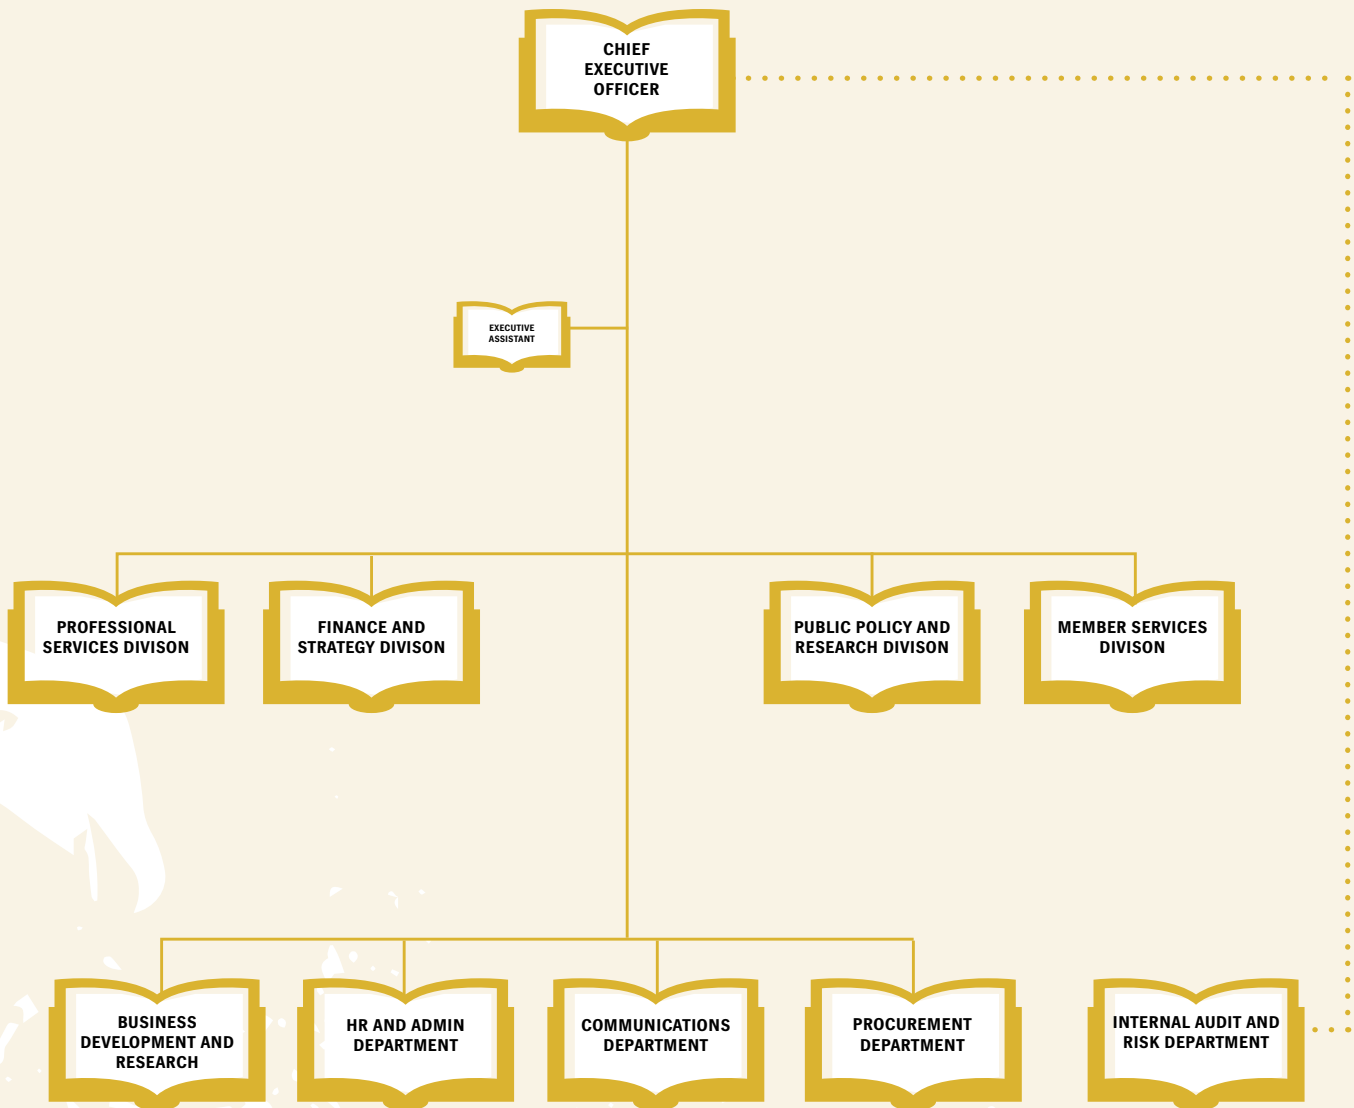 CHIEF
EXECUTIVE
OFFICER
EXECUTIVE
ASSISTANT
PROFESSIONAL
SERVICES DIVISON
FINANCE AND
STRATEGY DIVISON
PUBLIC POLICY AND
RESEARCH DIVISON
MEMBER SERVICES
DIVISON
BUSINESS
DEVELOPMENT AND
RESEARCH
HR AND ADMIN
DEPARTMENT
COMMUNICATIONS
DEPARTMENT
PROCUREMENT
DEPARTMENT
INTERNAL AUDIT AND
RISK DEPARTMENT